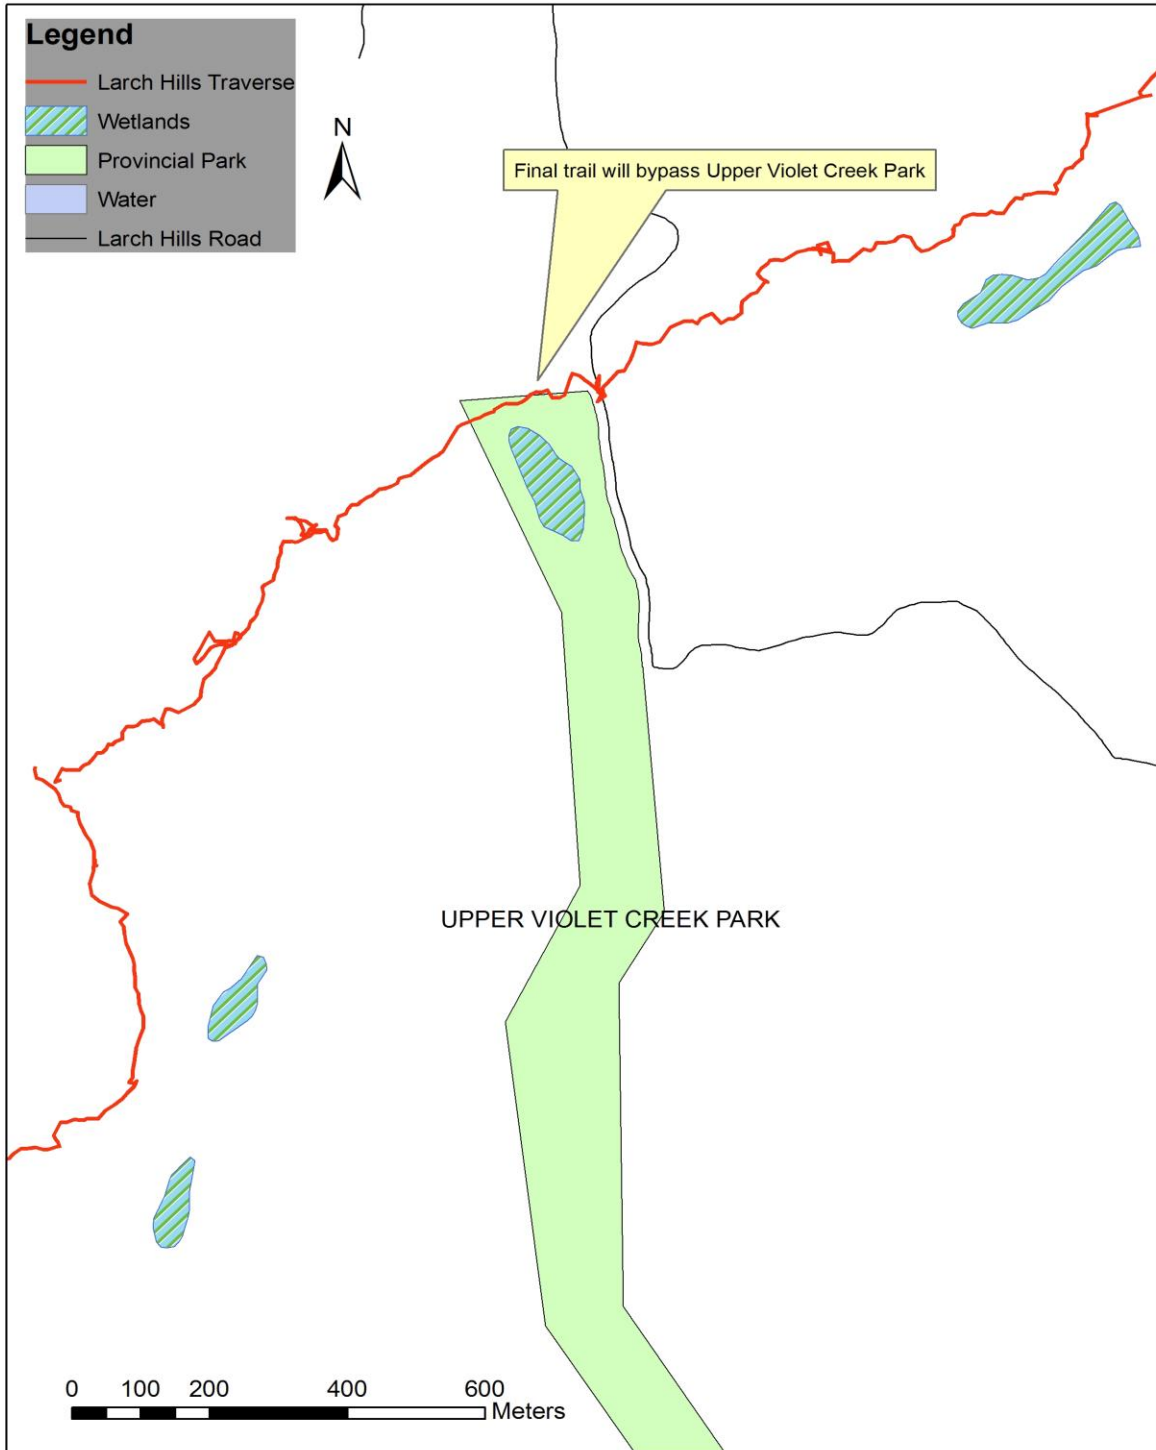 Legend
Larch Hills Traverse
Wetlands
Provincial Park
Water
Larch Hills Road
N
Final trail will bypass Upper Violet Creek Park
UPPER VIOLET CREEK PARK
0 100 200 400 600
Meters